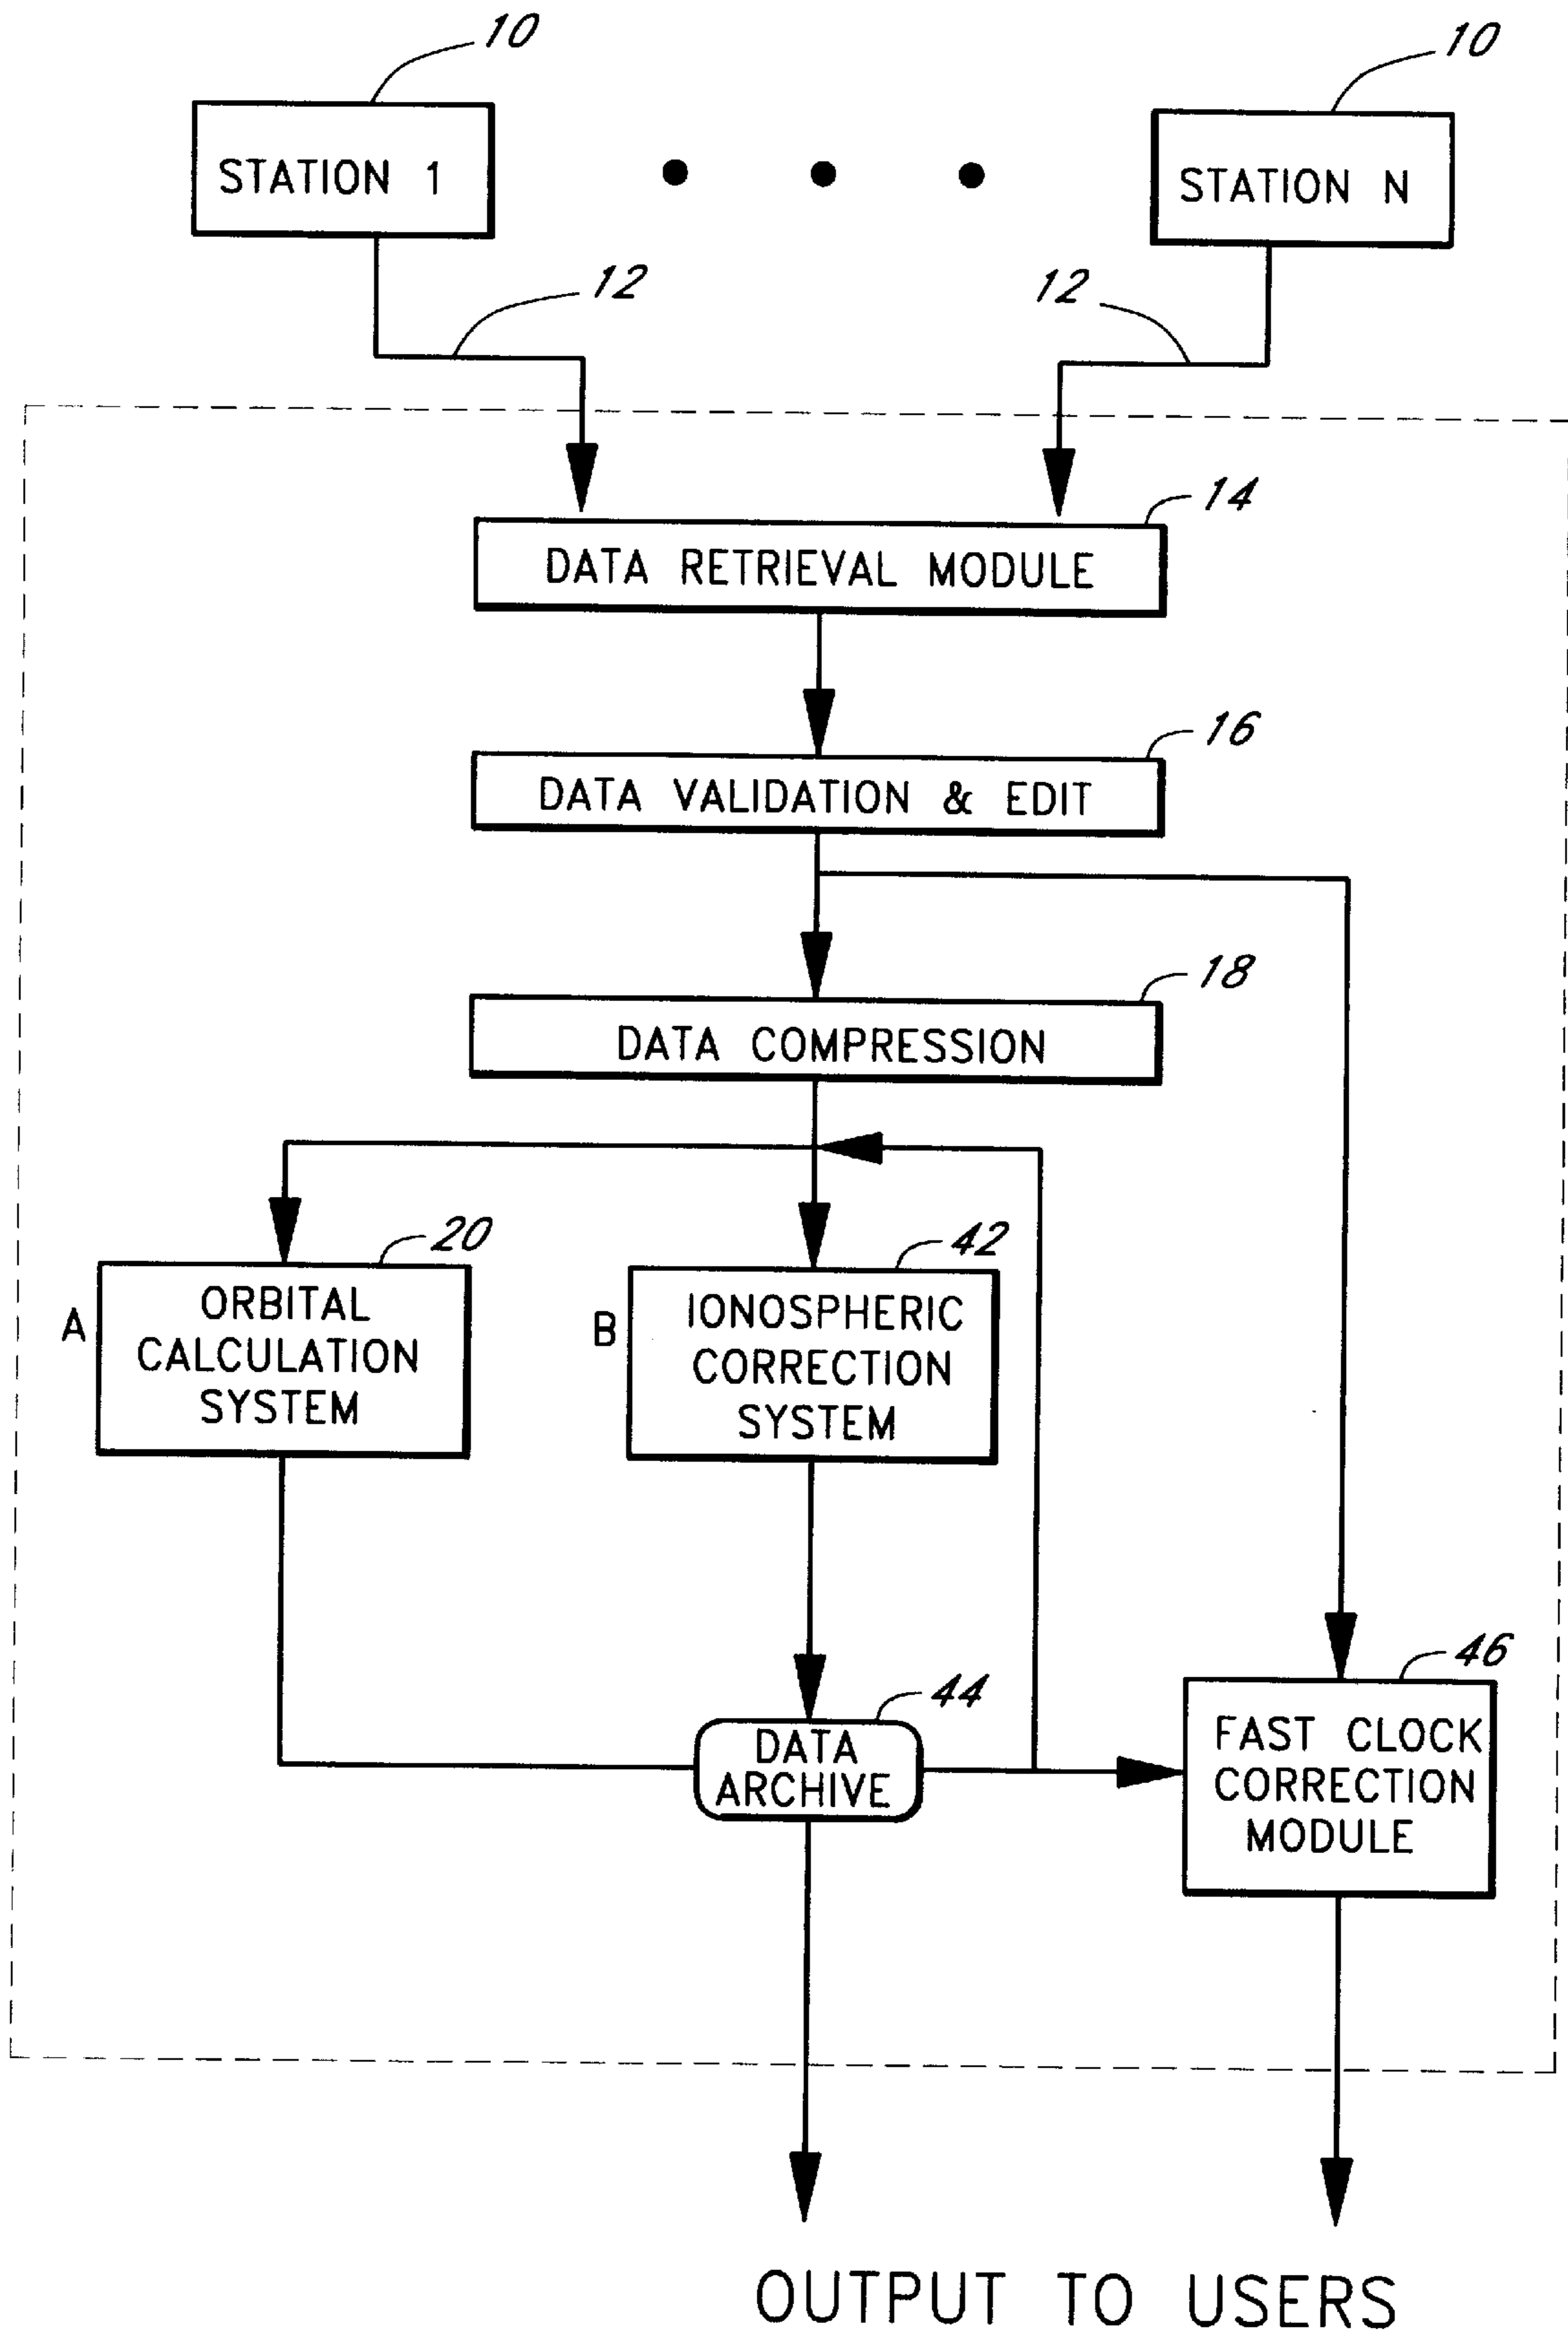 10
10
STATION 1
STATION N
12
12
14
DATA RETRIEVAL MODULE
16
DATA VALIDATION & EDIT
18
DATA COMPRESSION
20
42
A
ORBITAL
CALCULATION
SYSTEM
B
IONOSPHERIC
CORRECTION
SYSTEM
44
DATA
ARCHIVE
46
FAST CLOCK
CORRECTION
MODULE
OUTPUT TO USERS